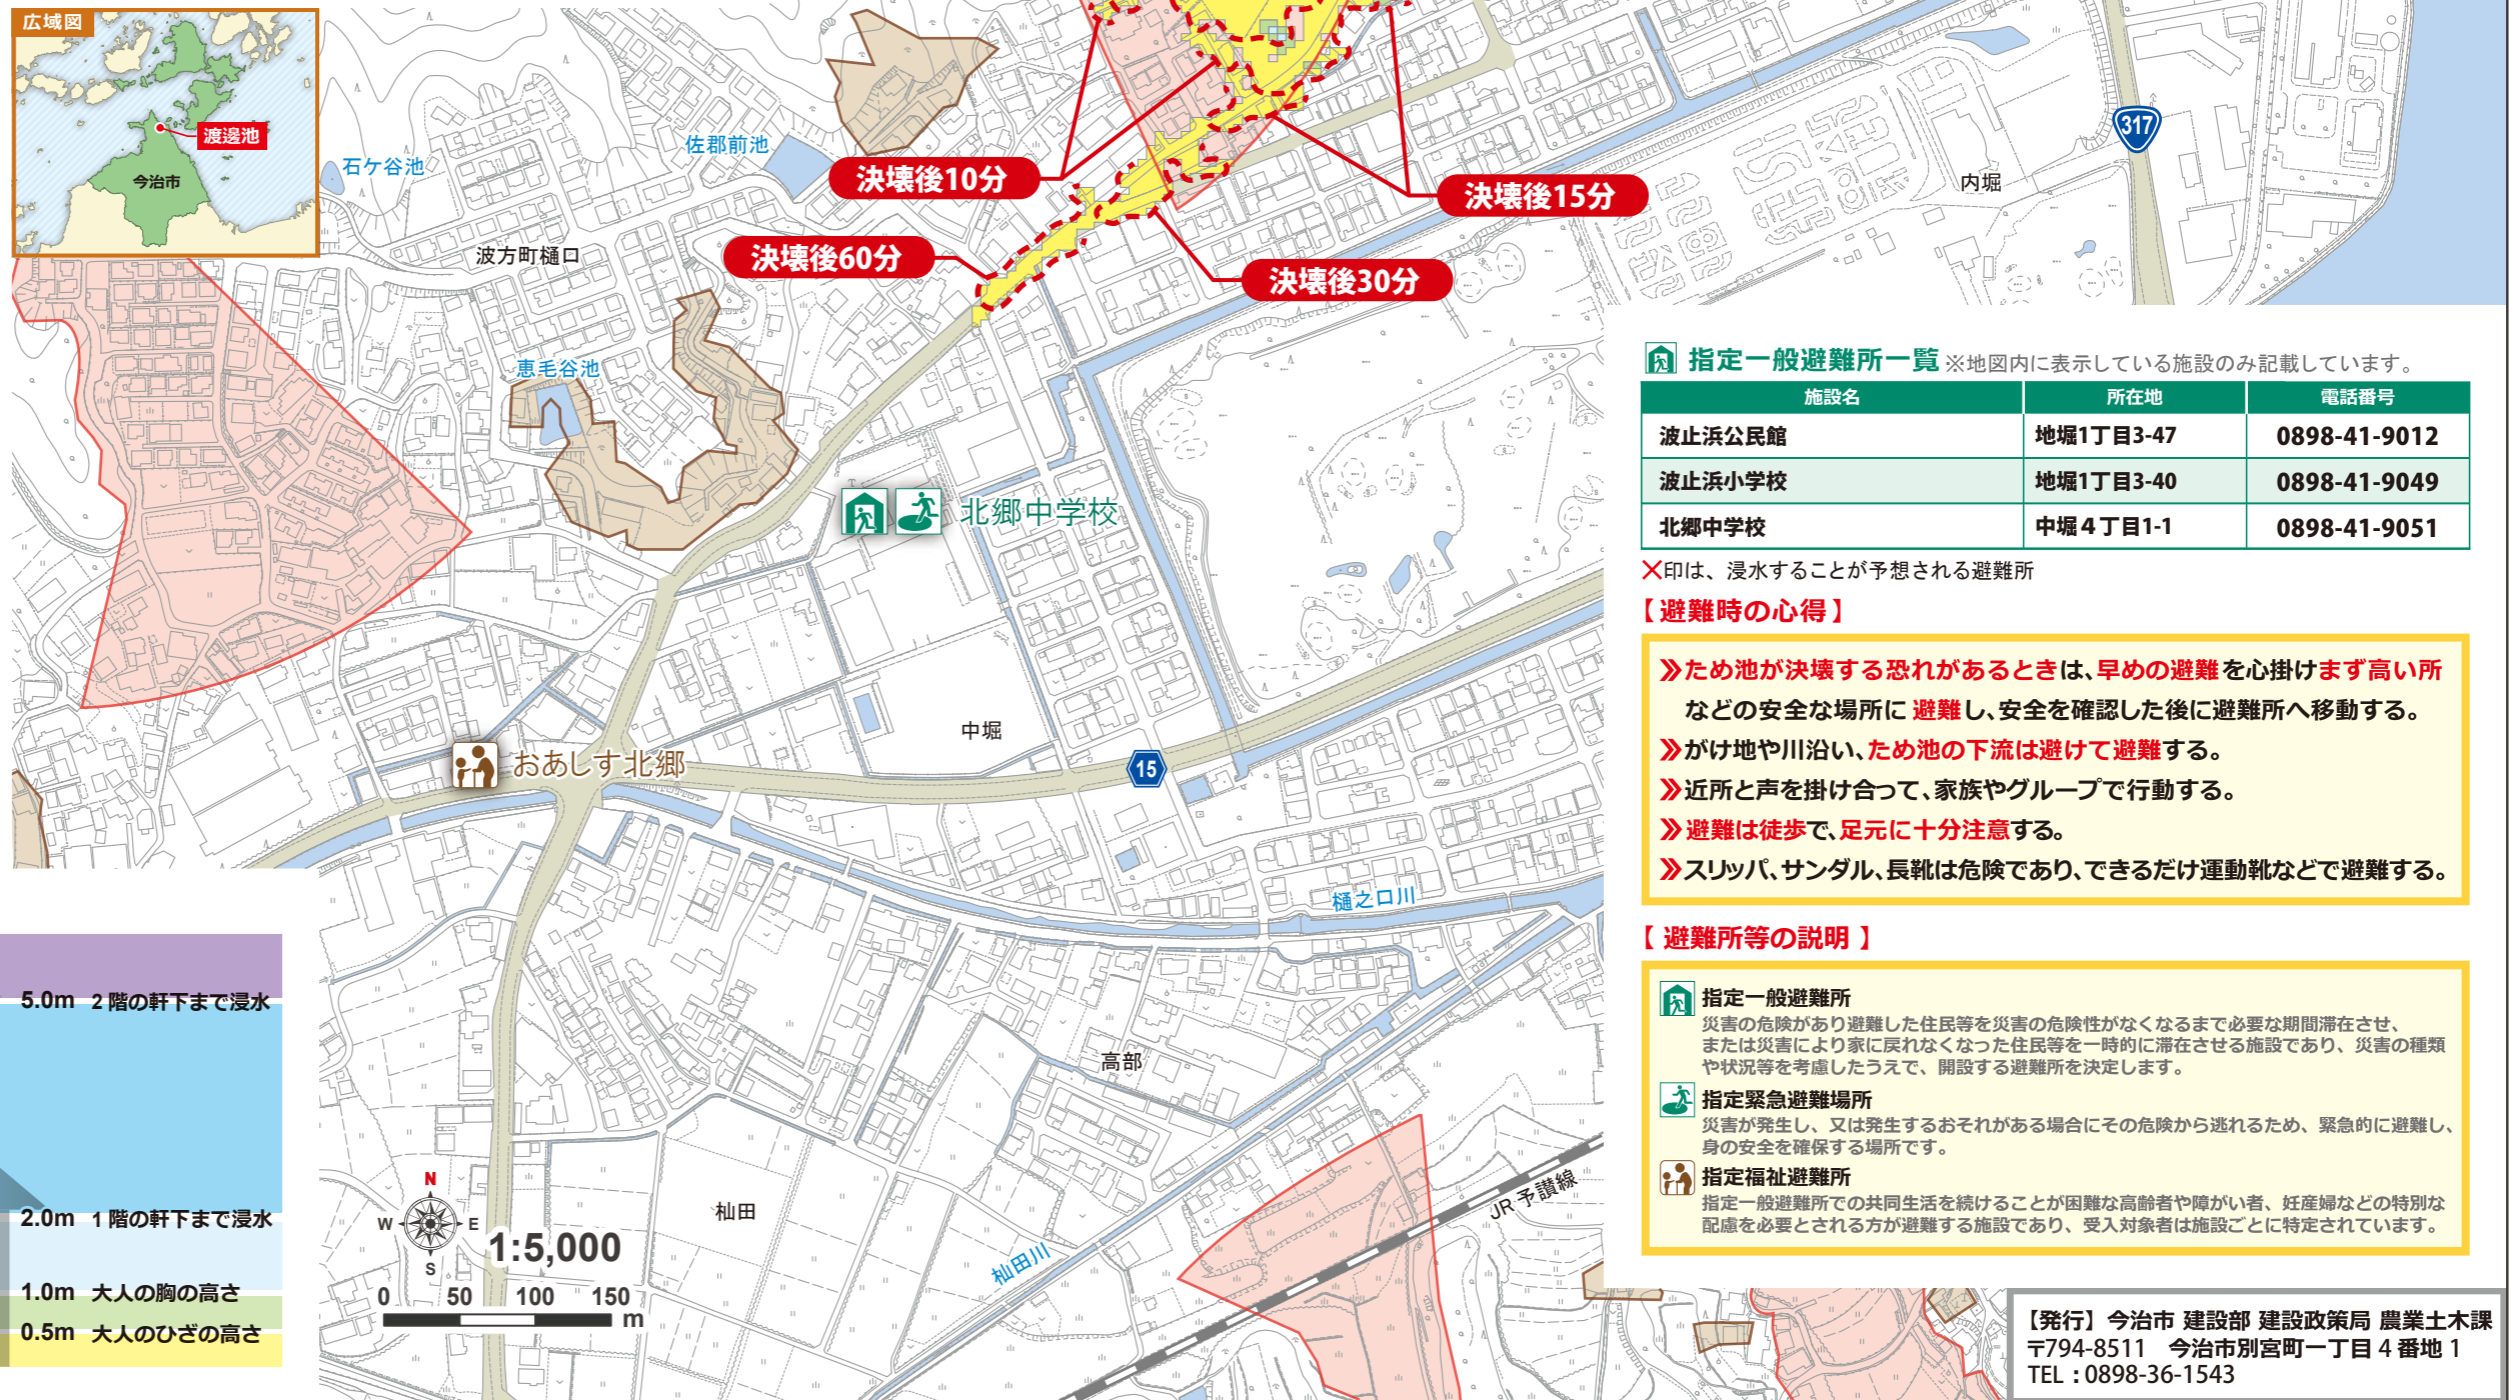 広域図
渡邊池
今治市
石ケ谷池
佐郡前池
決壊後10分
決壊後15分
決壊後60分
決壊後30分
波方町樋口
内堀
317
恵毛谷池
北郷中学校
中堀
おあしす北郷
15
樋之口川
高部
杣田
杣田川
JR 予讃線
N
W
E
S
1:5,000
0 50 100 150
m
5.0m 2 階の軒下まで浸水
2.0m 1 階の軒下まで浸水
1.0m 大人の胸の高さ
0.5m 大人のひざの高さ
指定一般避難所一覧 ※地図内に表示している施設のみ記載しています。
施設名 所在地 電話番号
波止浜公民館 地堀1丁目3-47 0898-41-9012
波止浜小学校 地堀1丁目3-40 0898-41-9049
北郷中学校 中堀4丁目1-1 0898-41-9051
×印は、浸水することが予想される避難所
【 避難時の心得 】
≫ため池が決壊する恐れがあるときは、早めの避難を心掛けまず高い所
などの安全な場所に 避難し、安全を確認した後に避難所へ移動する。
≫がけ地や川沿い、ため池の下流は避けて避難する。
≫近所と声を掛け合って、家族やグループで行動する。
≫避難は徒歩で、足元に十分注意する。
≫スリッパ、サンダル、長靴は危険であり、できるだけ運動靴などで避難する。
【 避難所等の説明 】
指定一般避難所
災害の危険があり避難した住民等を災害の危険性がなくなるまで必要な期間滞在させ、
または災害により家に戻れなくなった住民等を一時的に滞在させる施設であり、災害の種類
や状況等を考慮したうえで、開設する避難所を決定します。
指定緊急避難場所
災害が発生し、又は発生するおそれがある場合にその危険から逃れるため、緊急的に避難し、
身の安全を確保する場所です。
指定福祉避難所
指定一般避難所での共同生活を続けることが困難な高齢者や障がい者、妊産婦などの特別な
配慮を必要とされる方が避難する施設であり、受入対象者は施設ごとに特定されています。
【発行】今治市 建設部 建設政策局 農業土木課
〒794-8511 今治市別宮町一丁目 4 番地 1
TEL：0898-36-1543